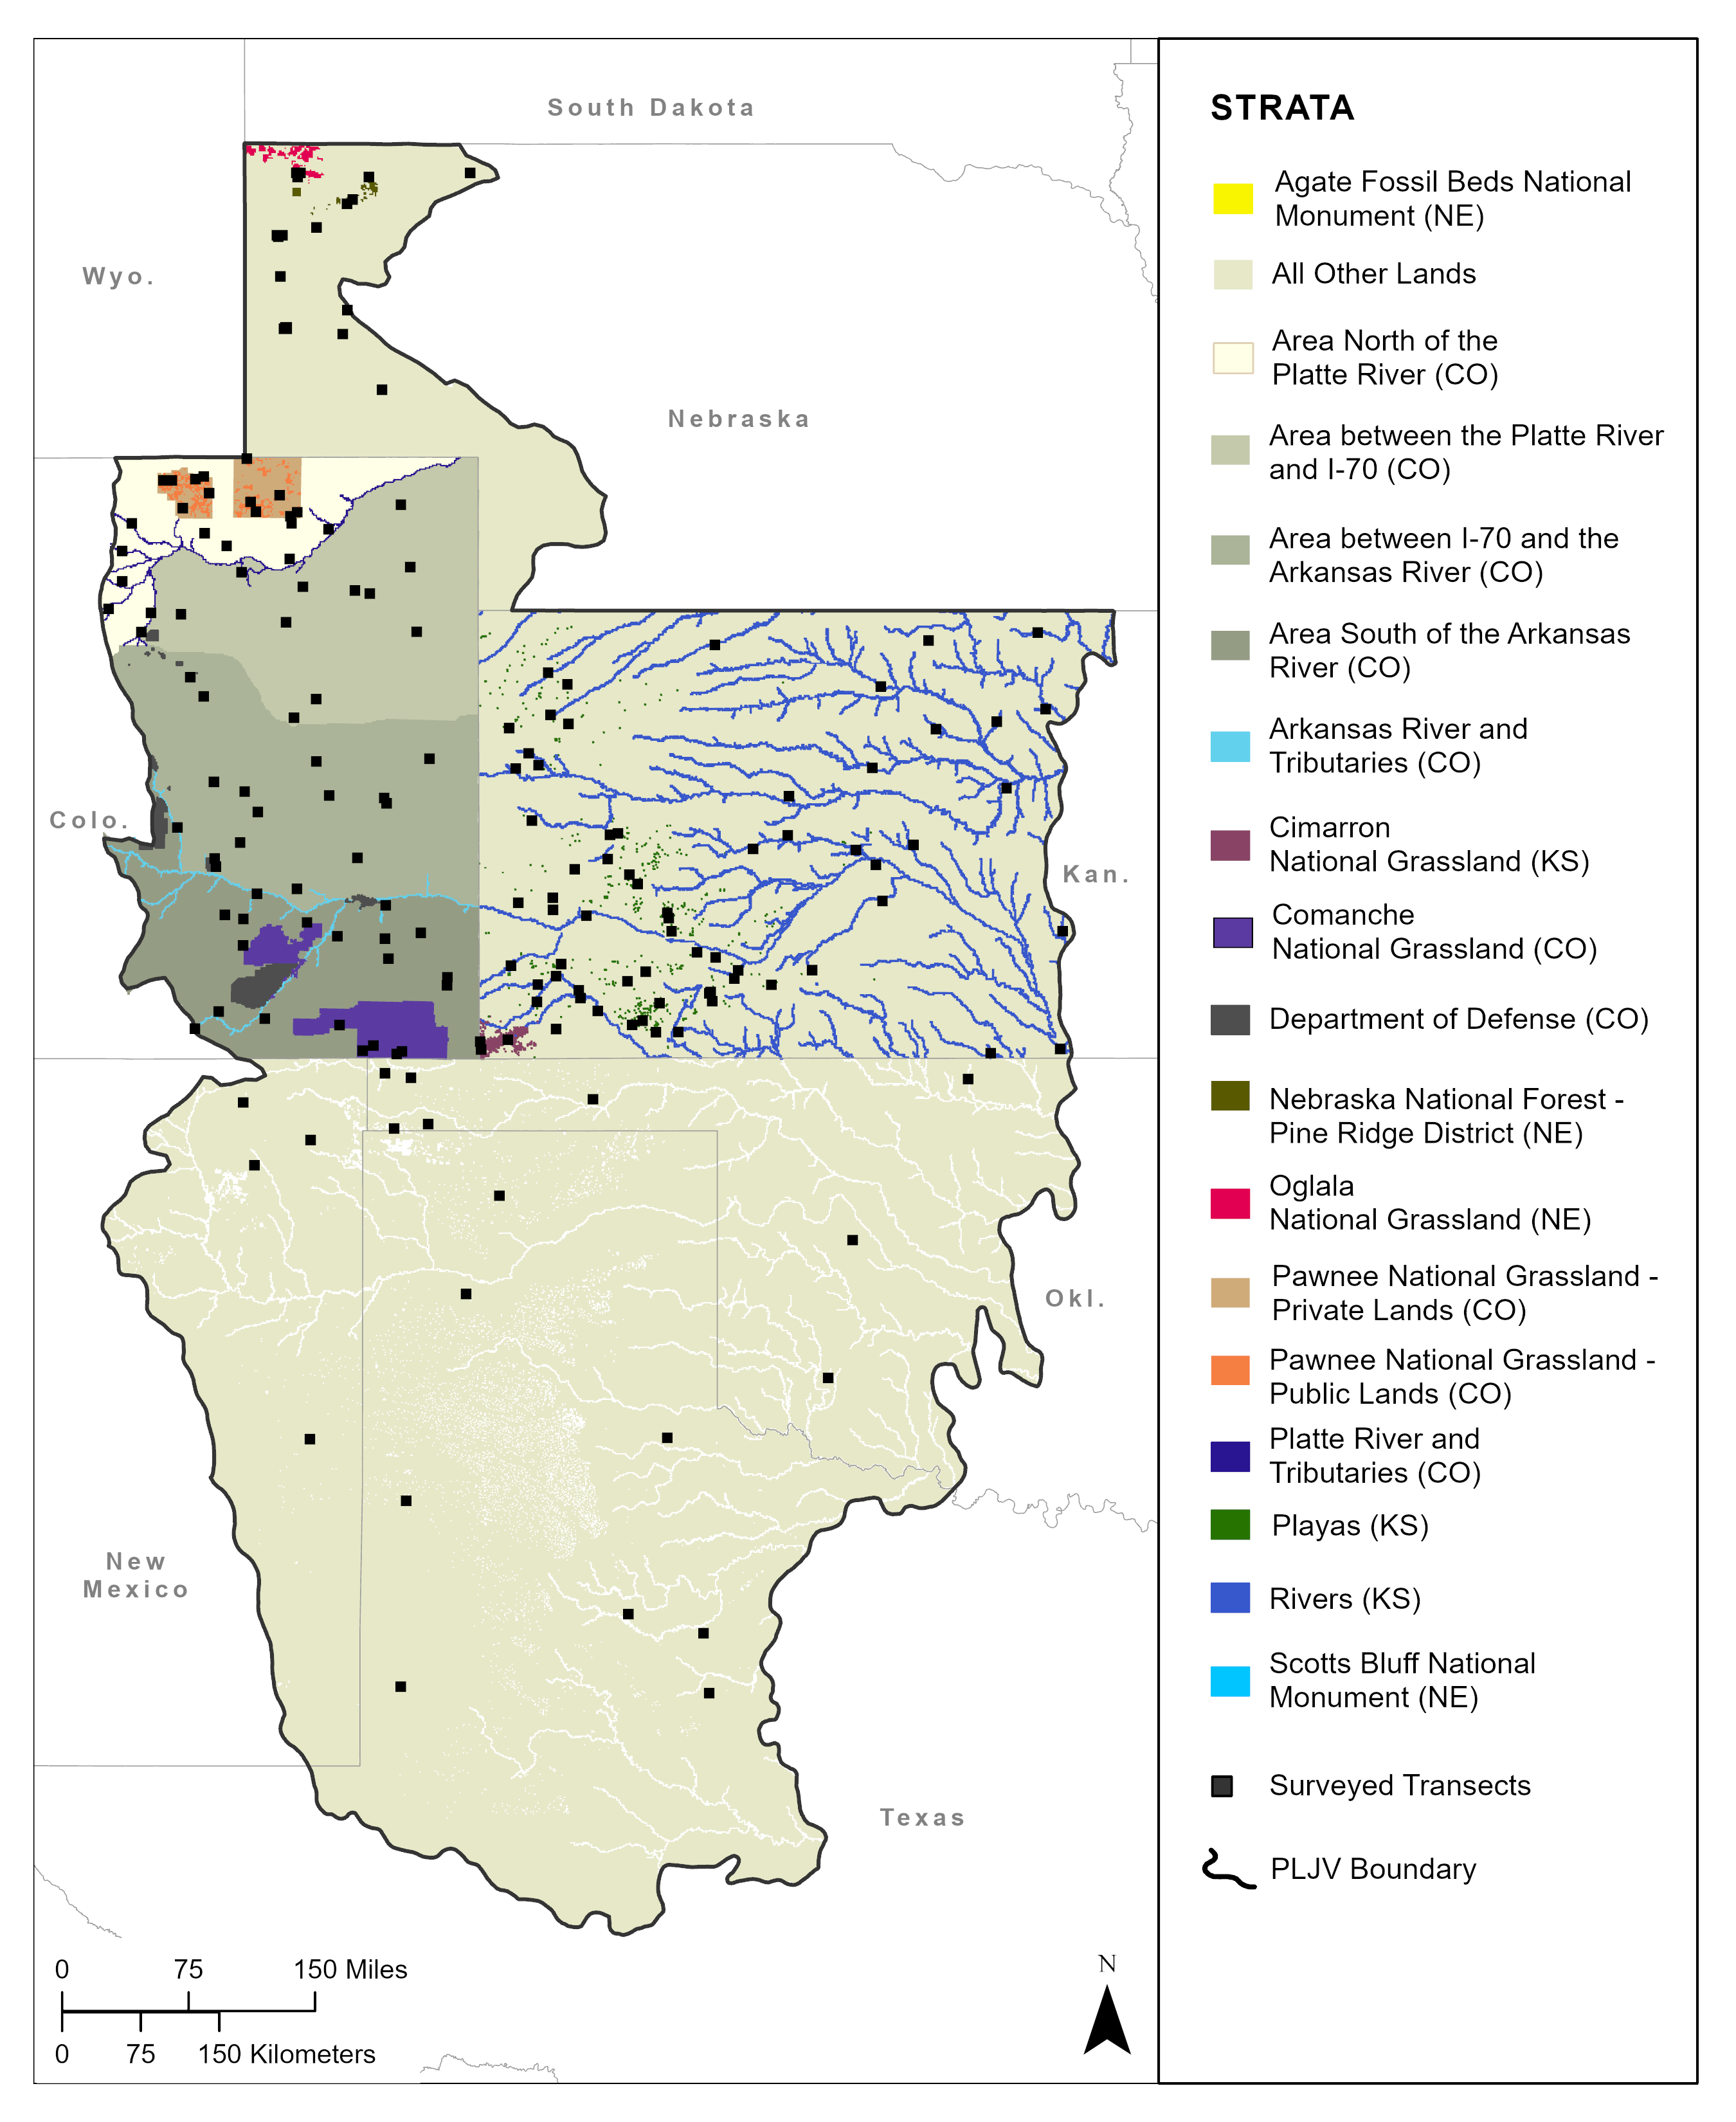 South Dakota
Wyo.
Nebraska
Colo.
Kan.
Okl.
New
Mexico
Texas
0 75 150 Miles
0 75 150 Kilometers
N
STRATA
Agate Fossil Beds National
Monument (NE)
All Other Lands
Area North of the
Platte River (CO)
Area between the Platte River
and I-70 (CO)
Area between I-70 and the
Arkansas River (CO)
Area South of the Arkansas
River (CO)
Arkansas River and
Tributaries (CO)
Cimarron
National Grassland (KS)
Comanche
National Grassland (CO)
Department of Defense (CO)
Nebraska National Forest -
Pine Ridge District (NE)
Oglala
National Grassland (NE)
Pawnee National Grassland -
Private Lands (CO)
Pawnee National Grassland -
Public Lands (CO)
Platte River and
Tributaries (CO)
Playas (KS)
Rivers (KS)
Scotts Bluff National
Monument (NE)
Surveyed Transects
PLJV Boundary